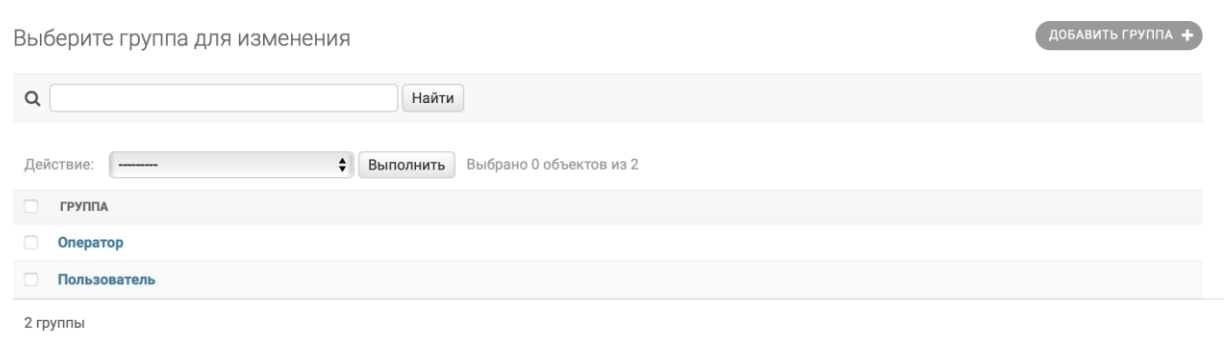 Выберите группа для изменения
ДОБАВИТЬ ГРУППА +
Найти
Действие: --------- Выполнить Выбрано 0 объектов из 2
ГРУППА
Оператор
Пользователь
2 группы